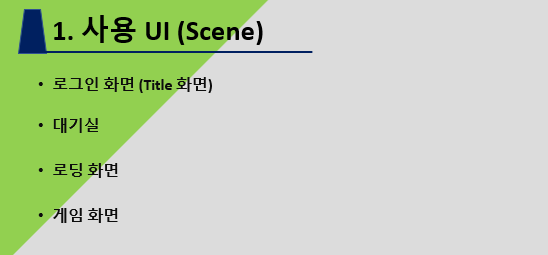 1. 사용 UI (Scene)
• 로그인 화면 (Title 화면)
• 대기실
• 로딩 화면
• 게임 화면